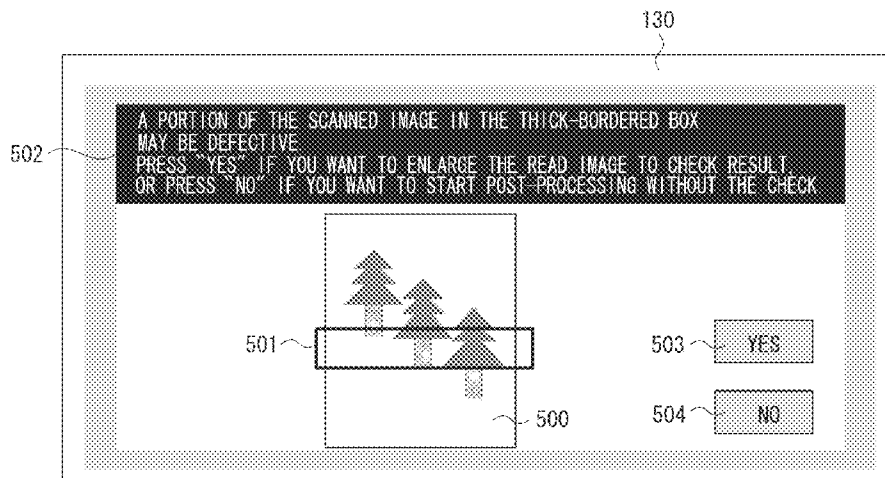 130
502
A PORTION OF THE SCANNED IMAGE IN THE THICK-BORDERED BOX
MAY BE DEFECTIVE
PRESS "YES" IF YOU WANT TO ENLARGE THE READ IMAGE TO CHECK RESULT,
OR PRESS "NO" IF YOU WANT TO START POST-PROCESSING WITHOUT THE CHECK
501
503
YES
500
504
NO